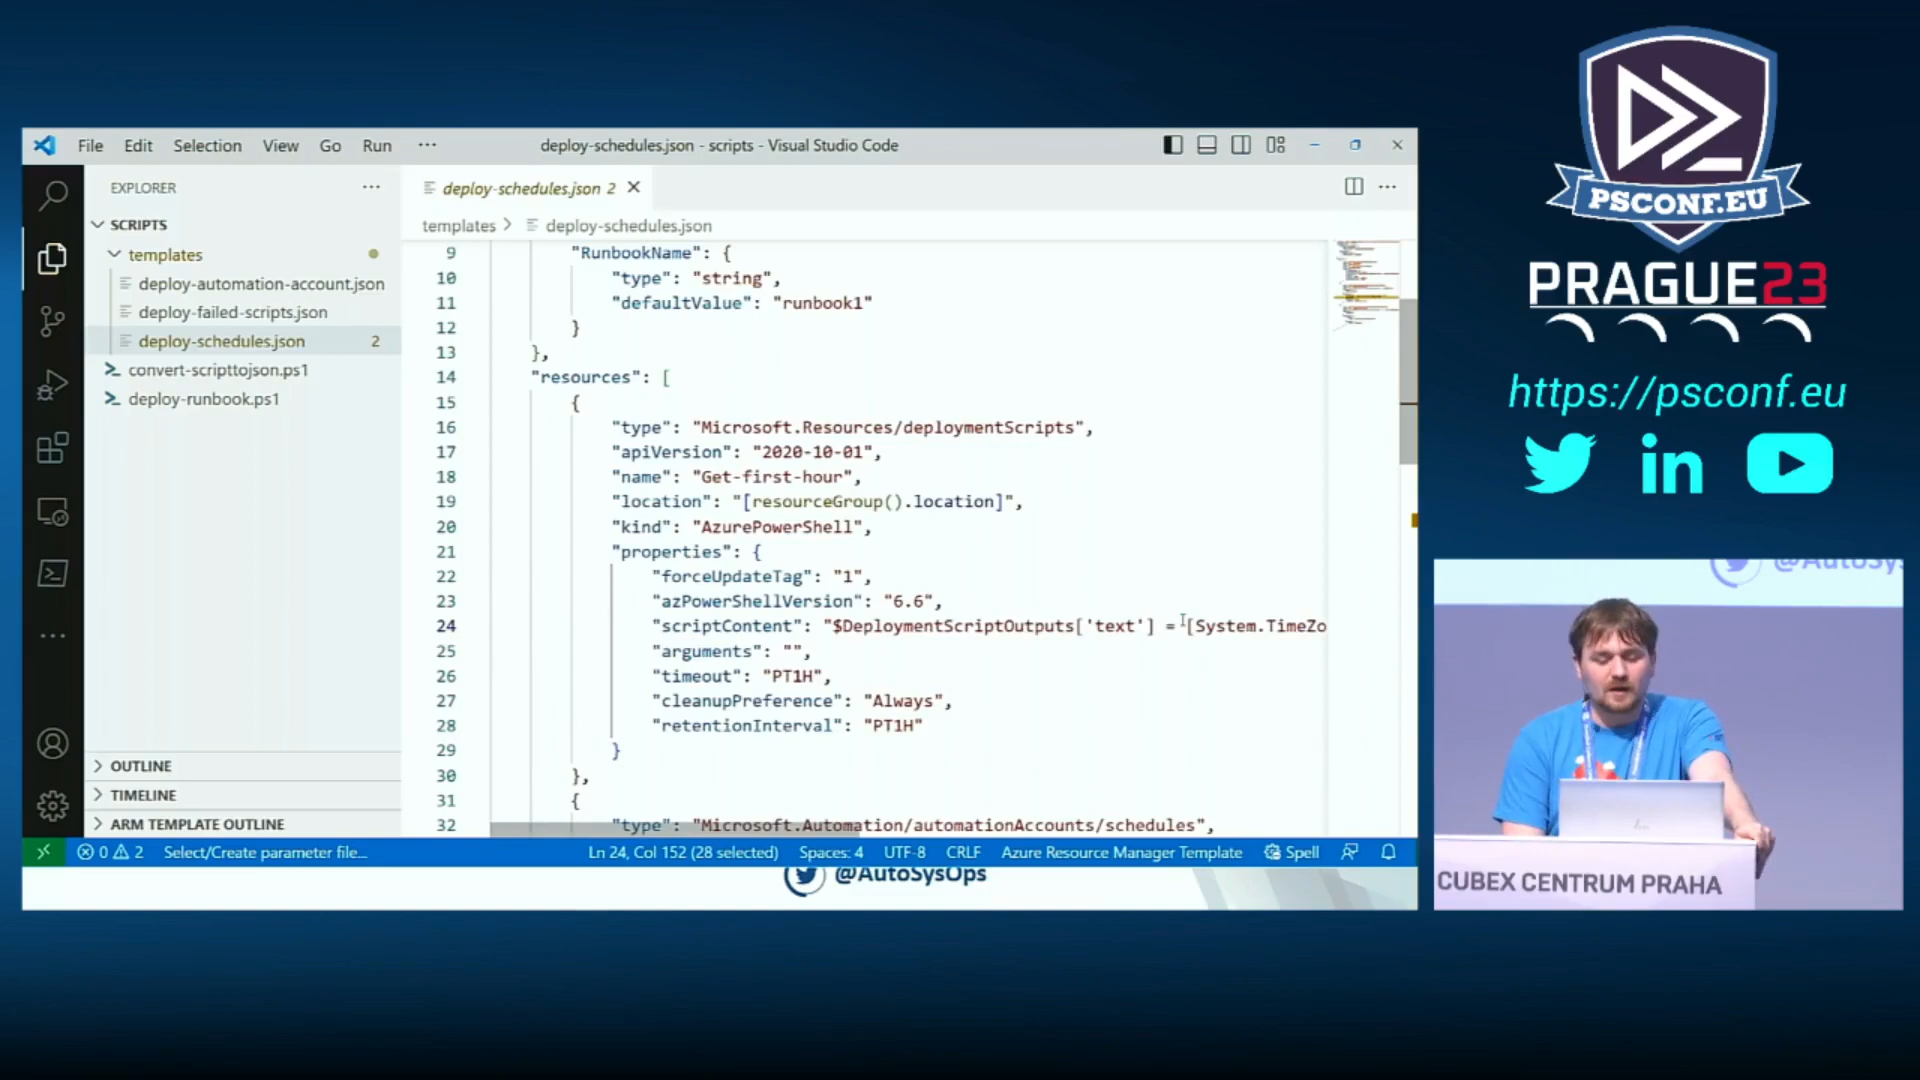 File Edit Selection View Go Run ...
deploy-schedules.json - scripts - Visual Studio Code
EXPLORER ...
SCRIPTS
templates
deploy-automation-account.json
deploy-failed-scripts.json
deploy-schedules.json 2
convert-scripttojson.ps1
deploy-runbook.ps1
OUTLINE
TIMELINE
ARM TEMPLATE OUTLINE
deploy-schedules.json 2
templates > deploy-schedules.json
9 "RunbookName": {
10 "type": "string",
11 "defaultValue": "runbook1"
12 }
13 },
14 "resources": [
15 {
16 "type": "Microsoft.Resources/deploymentScripts",
17 "apiVersion": "2020-10-01",
18 "name": "Get-first-hour",
19 "location": "[resourceGroup().location]",
20 "kind": "AzurePowerShell",
21 "properties": {
22 "forceUpdateTag": "1",
23 "azPowerShellVersion": "6.6",
24 "scriptContent": "$DeploymentScriptOutputs['text'] = [System.TimeZo
25 "arguments": "",
26 "timeout": "PT1H",
27 "cleanupPreference": "Always",
28 "retentionInterval": "PT1H"
29 }
30 },
31 {
32 "type": "Microsoft.Automation/automationAccounts/schedules",
0 2 Select/Create parameter file... Ln 24, Col 152 (28 selected) Spaces: 4 UTF-8 CRLF Azure Resource Manager Template Spell
@AutoSysOps
PSCONF.EU
PRAGUE23
https://psconf.eu
in
@AutoSys
CUBEX CENTRUM PRAHA